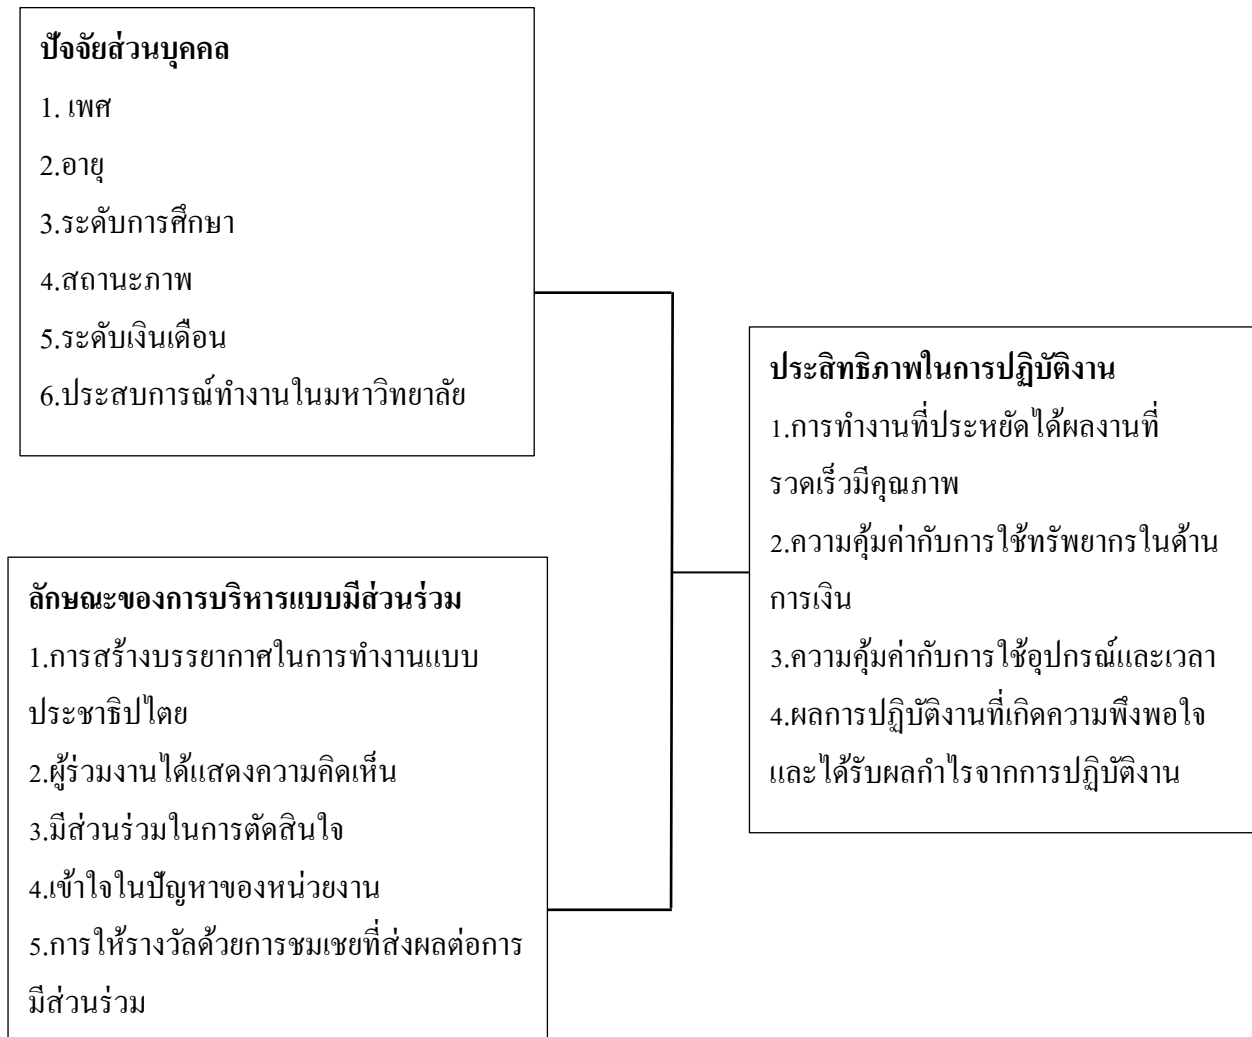 ปัจจัยส่วนบุคคล
1. เพศ
2.อายุ
3.ระดับการศึกษา
4.สถานะภาพ
5.ระดับเงินเดือน
6.ประสบการณ์ทำงานในมหาวิทยาลัย
ลักษณะของการบริหารแบบมีส่วนร่วม
1.การสร้างบรรยากาศในการทำงานแบบ
ประชาธิปไตย
2.ผู้ร่วมงานได้แสดงความคิดเห็น
3.มีส่วนร่วมในการตัดสินใจ
4.เข้าใจในปัญหาของหน่วยงาน
5.การให้รางวัลด้วยการชมเชยที่ส่งผลต่อการ
มีส่วนร่วม
ประสิทธิภาพในการปฏิบัติงาน
1.การทำงานที่ประหยัดได้ผลงานที่
รวดเร็วมีคุณภาพ
2.ความคุ้มค่ากับการใช้ทรัพยากรในด้าน
การเงิน
3.ความคุ้มค่ากับการใช้อุปกรณ์และเวลา
4.ผลการปฏิบัติงานที่เกิดความพึงพอใจ
และได้รับผลกำไรจากการปฏิบัติงาน